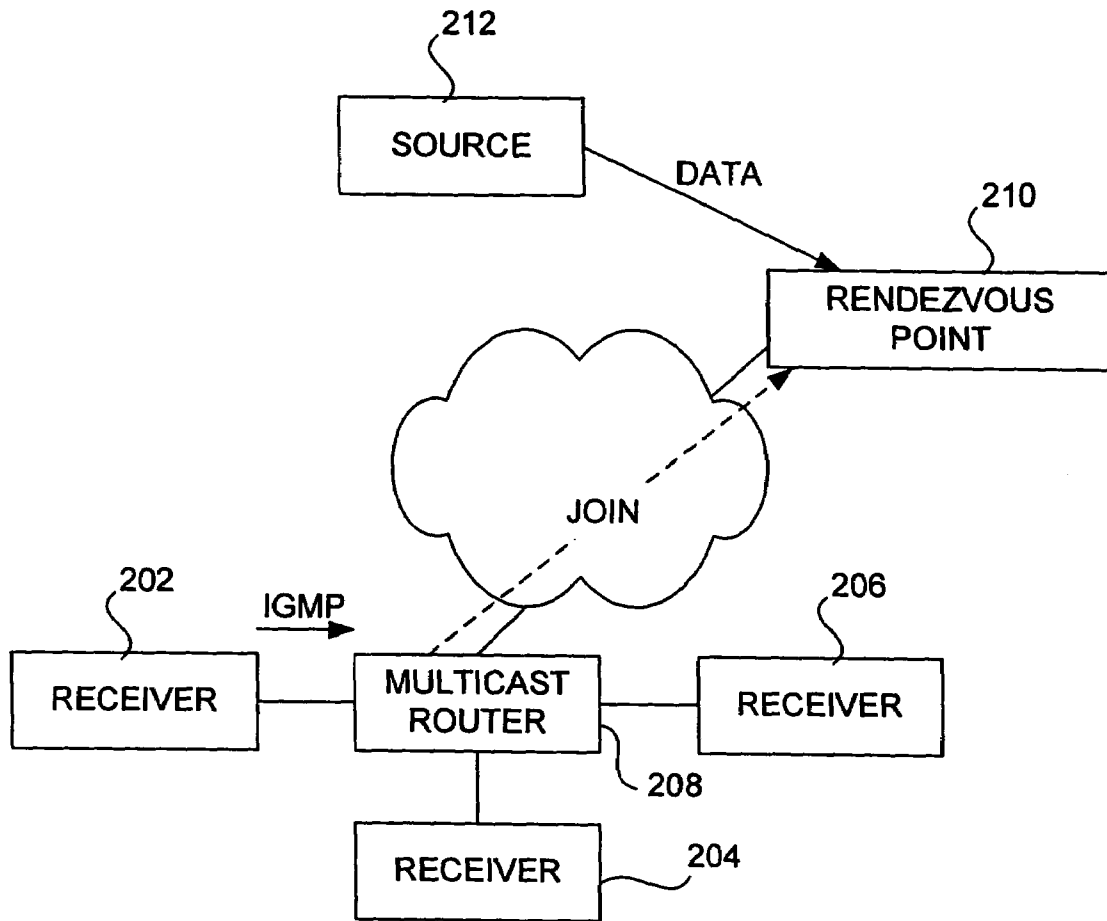 212
SOURCE
DATA
210
RENDEZVOUS
POINT
JOIN
202
IGMP
206
RECEIVER
MULTICAST
ROUTER
RECEIVER
208
RECEIVER
204